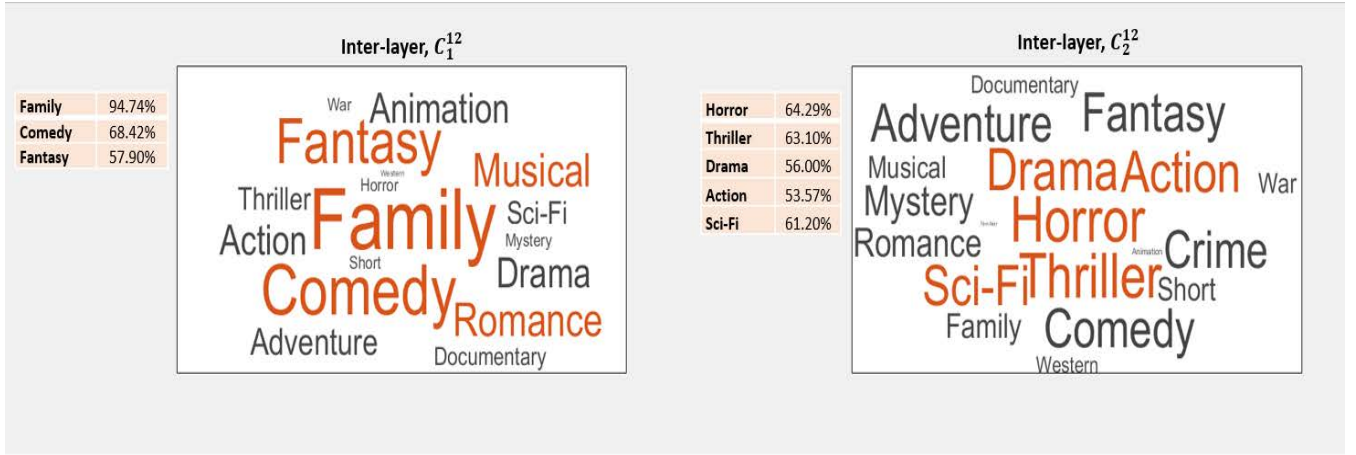 Inter-layer, C₁¹²
Family 94.74%
Comedy 68.42%
Fantasy 57.90%
War Animation
Fantasy
Musical
Western
Horror
Thriller
Family
Sci-Fi
Action
Mystery
Short
Drama
Comedy
Romance
Adventure
Documentary
Inter-layer, C₂¹²
Horror 64.29%
Thriller 63.10%
Drama 56.00%
Action 53.57%
Sci-Fi 61.20%
Documentary
Adventure Fantasy
Musical Drama Action War
Mystery
Horror
Romance
Animation
Crime
Sci-Fi Thriller Short
Family Comedy
Western